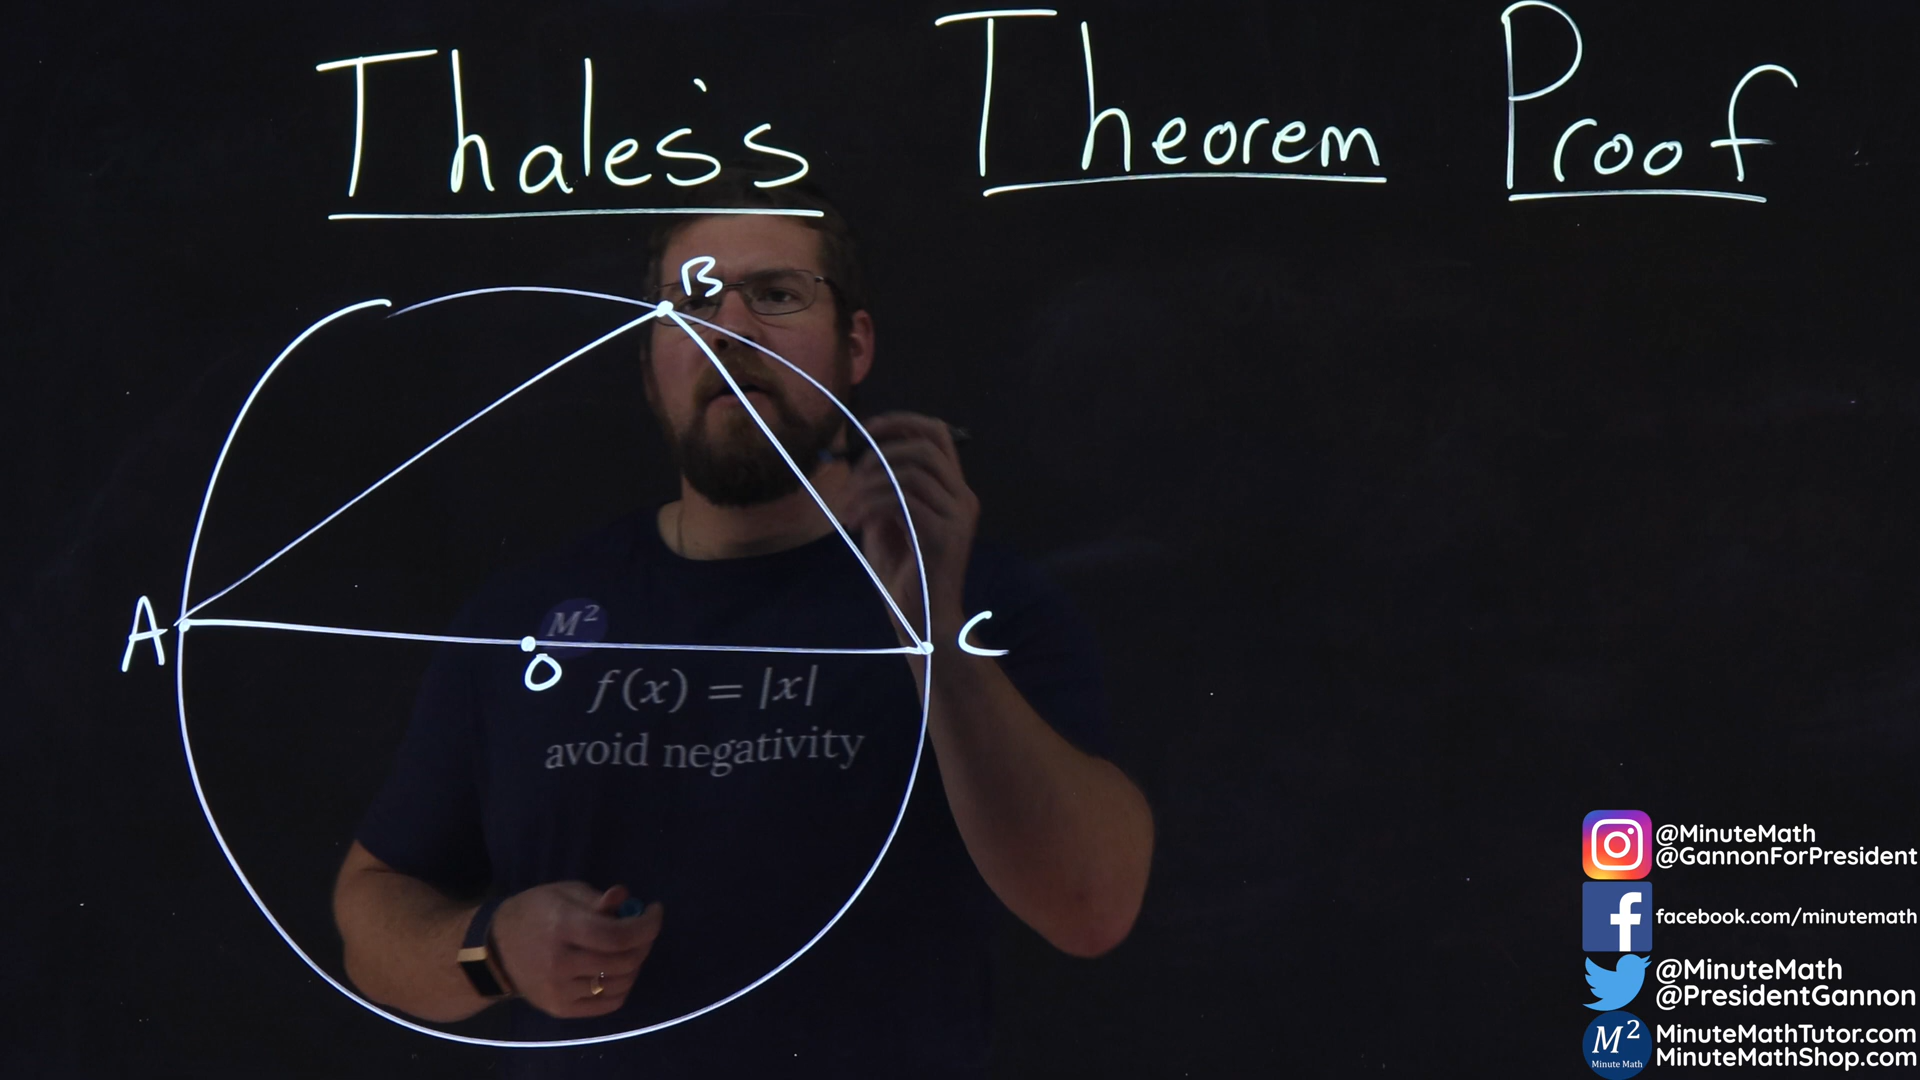 Thales's Theorem Proof
B
A
C
O
M²
f(x) = |x|
avoid negativity
@MinuteMath
@GannonForPresident
facebook.com/minutemath
@MinuteMath
@PresidentGannon
M²
Minute Math
MinuteMathTutor.com
MinuteMathShop.com